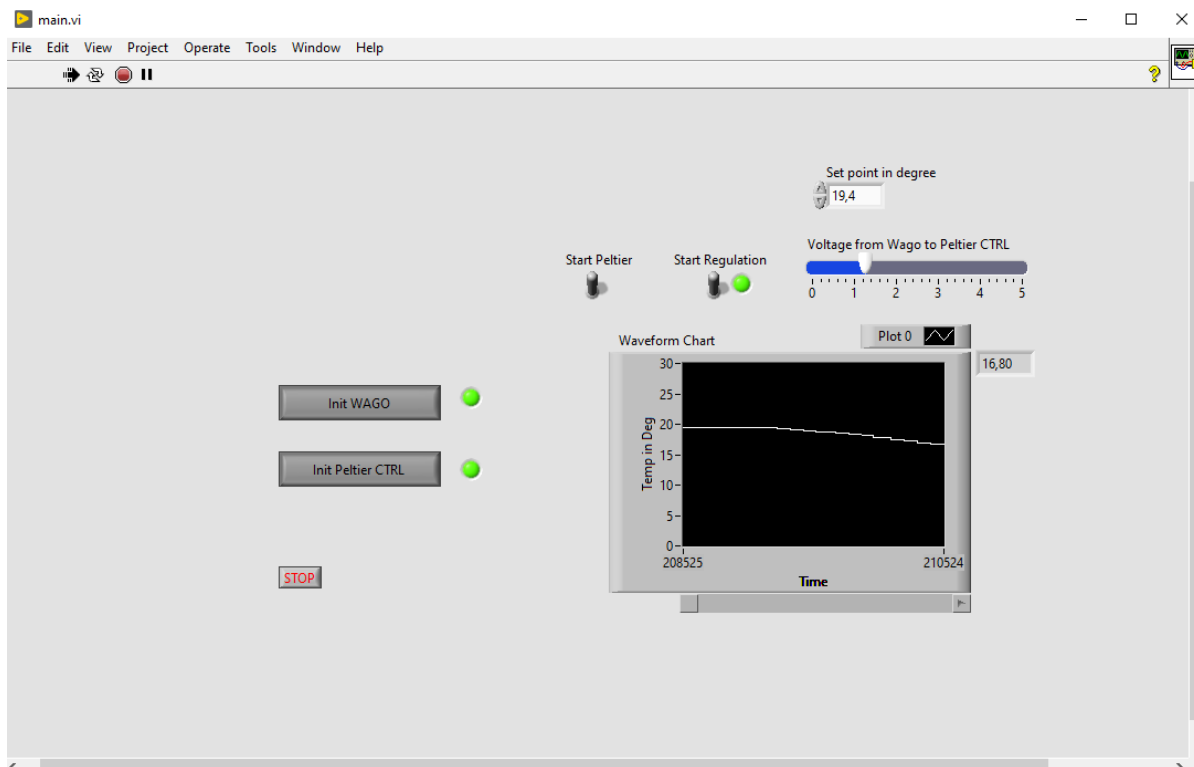 main.vi
File Edit View Project Operate Tools Window Help
Set point in degree
19,4
Voltage from Wago to Peltier CTRL
0 1 2 3 4 5
Start Peltier
Start Regulation
Waveform Chart
Plot 0
16,80
30
25
20
15
10
5
0
Temp in Deg
208525
210524
Time
Init WAGO
Init Peltier CTRL
STOP